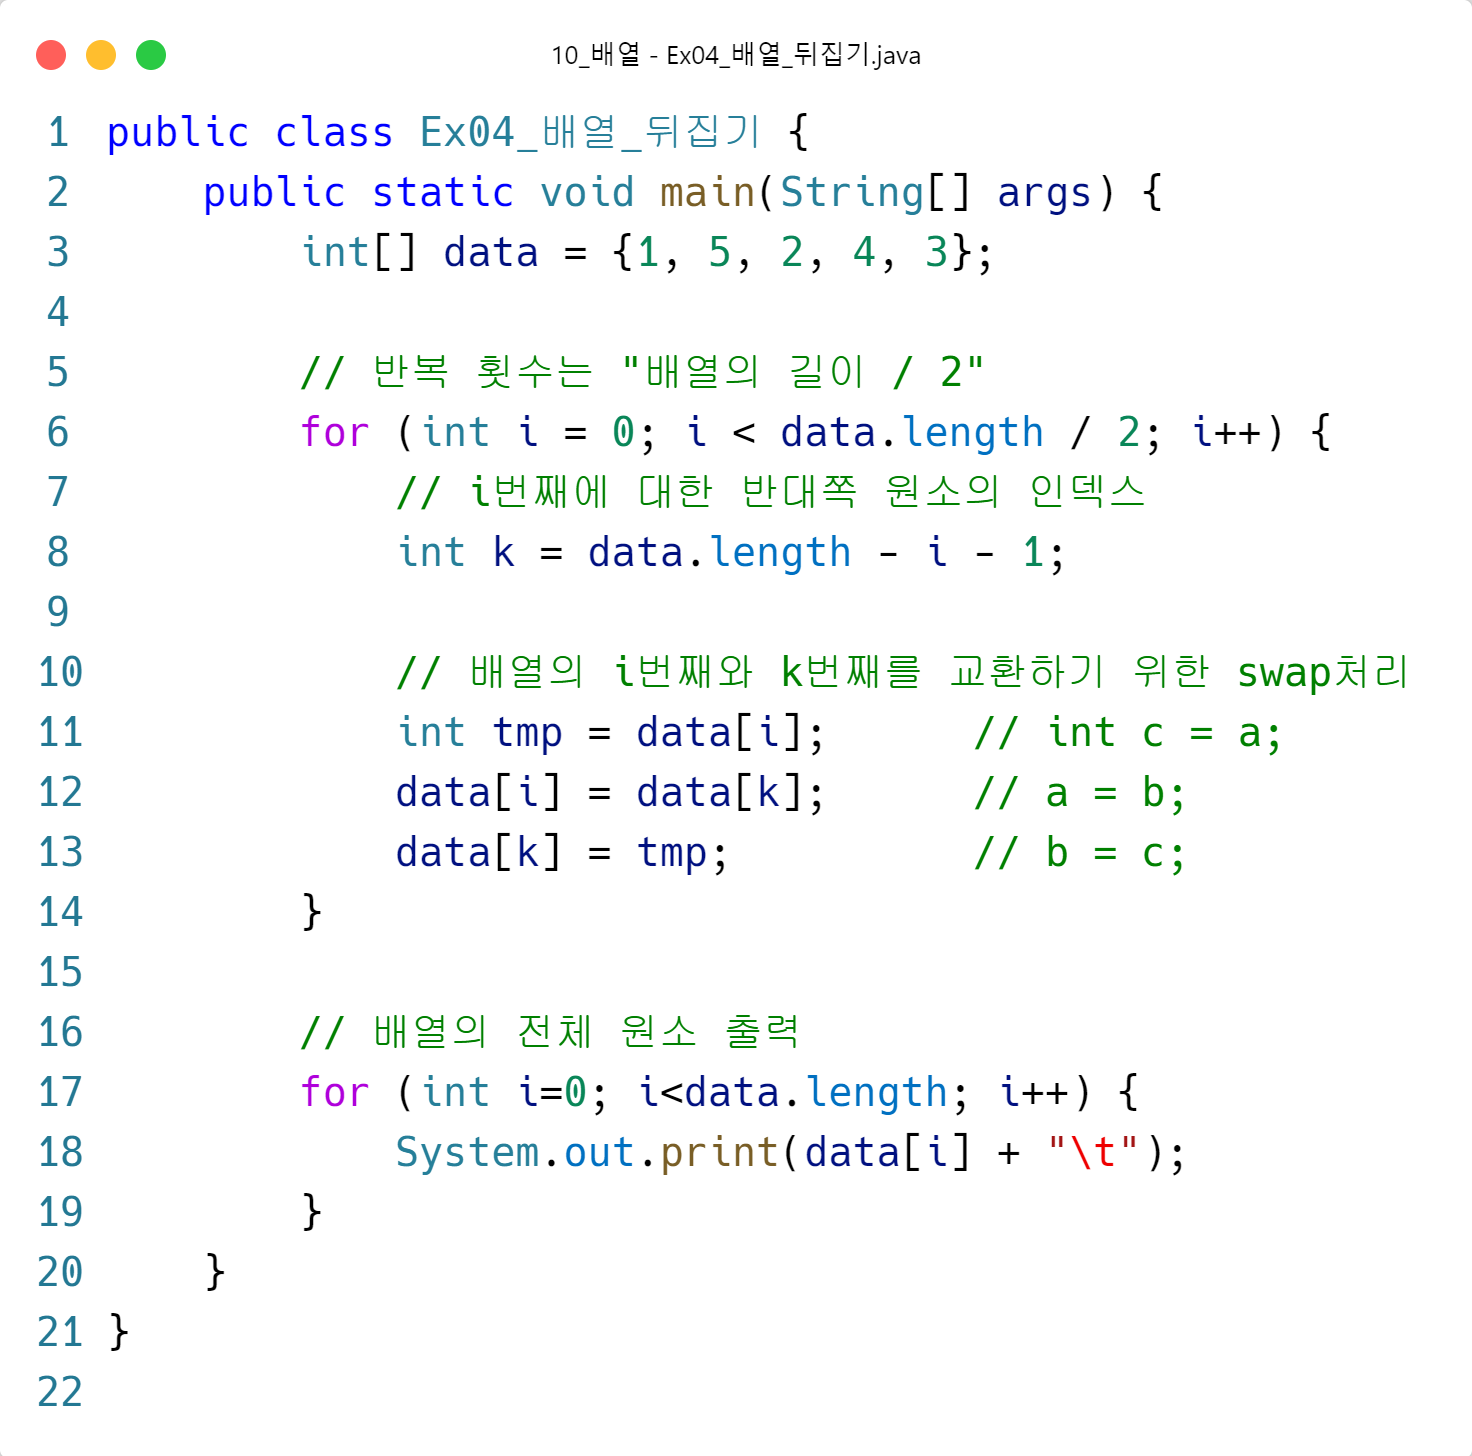 10_배열 - Ex04_배열_뒤집기.java
1 public class Ex04_배열_뒤집기 {
2     public static void main(String[] args) {
3         int[] data = {1, 5, 2, 4, 3};
4
5         // 반복 횟수는 "배열의 길이 / 2"
6         for (int i = 0; i < data.length / 2; i++) {
7             // i번째에 대한 반대쪽 원소의 인덱스
8             int k = data.length - i - 1;
9
10             // 배열의 i번째와 k번째를 교환하기 위한 swap처리
11             int tmp = data[i];      // int c = a;
12             data[i] = data[k];      // a = b;
13             data[k] = tmp;          // b = c;
14         }
15
16         // 배열의 전체 원소 출력
17         for (int i=0; i<data.length; i++) {
18             System.out.print(data[i] + "\t");
19         }
20     }
21 }
22